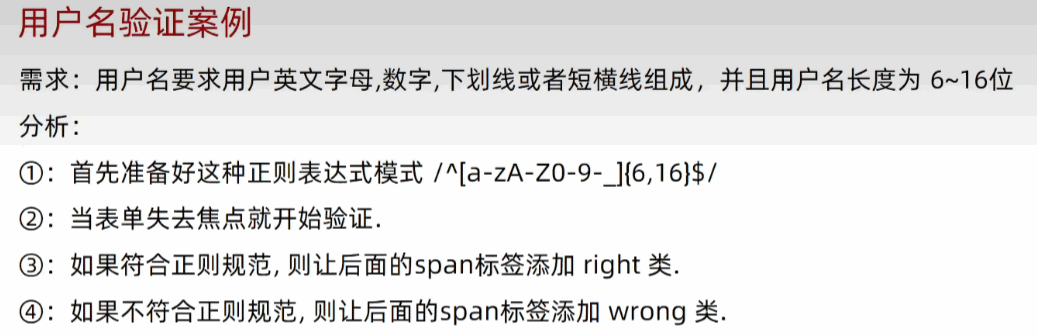 用户名验证案例
需求：用户名要求用户英文字母,数字,下划线或者短横线组成，并且用户名长度为 6~16位
分析：
①：首先准备好这种正则表达式模式 /^[a-zA-Z0-9-_]{6,16}$/
②：当表单失去焦点就开始验证.
③：如果符合正则规范, 则让后面的span标签添加 right 类.
④：如果不符合正则规范, 则让后面的span标签添加 wrong 类.